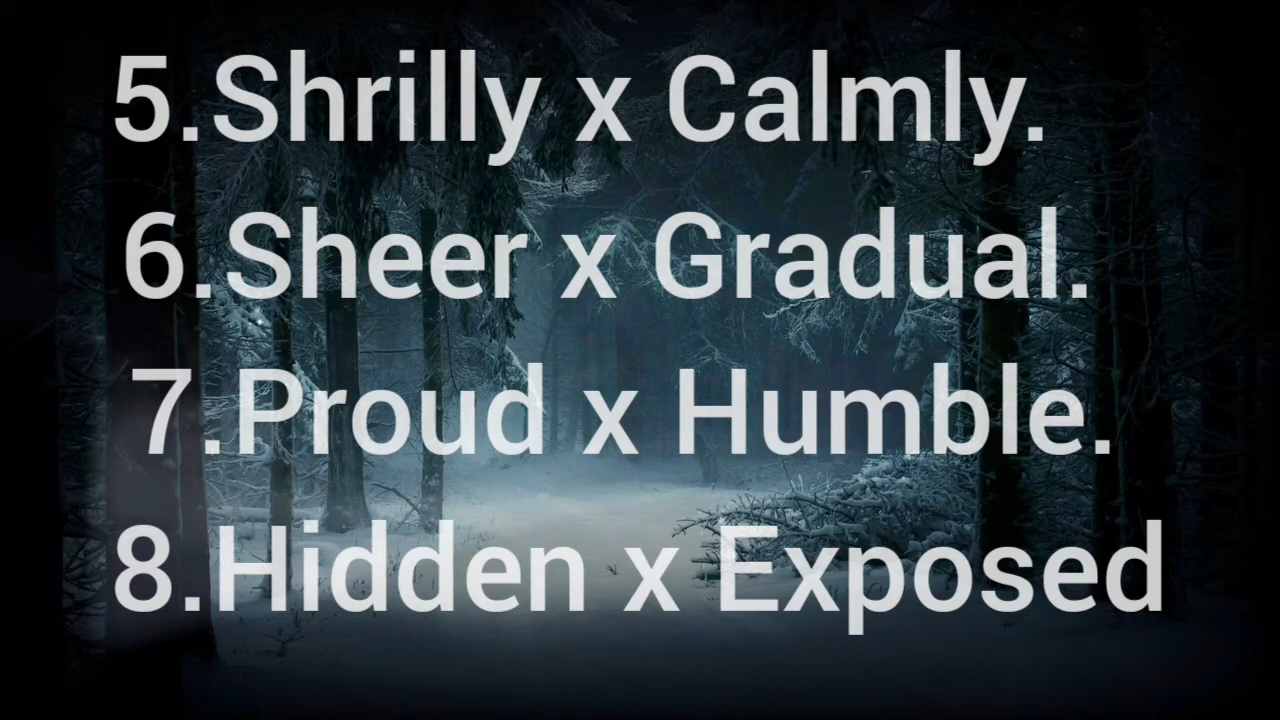 5.Shrilly x Calmly.
6.Sheer x Gradual.
7.Proud x Humble.
8.Hidden x Exposed